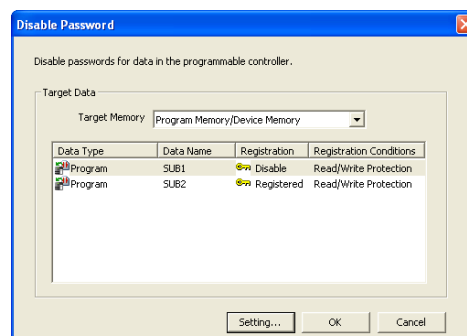 Disable Password
Disable passwords for data in the programmable controller.
Target Data
Target Memory Program Memory/Device Memory
Data Type Data Name Registration Registration Conditions
Program SUB1 Disable Read/Write Protection
Program SUB2 Registered Read/Write Protection
Setting... OK Cancel